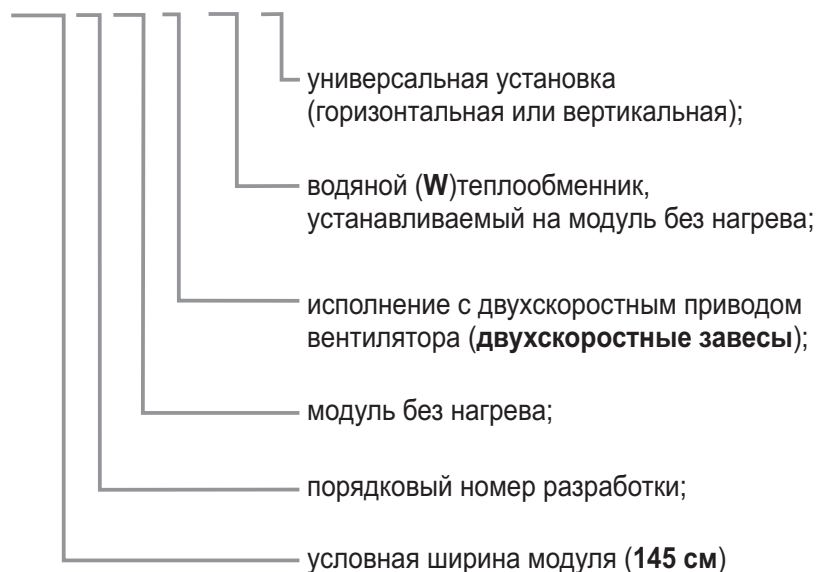 универсальная установка
(горизонтальная или вертикальная);
водяной (W)теплообменник,
устанавливаемый на модуль без нагрева;
исполнение с двухскоростным приводом
вентилятора (двухскоростные завесы);
модуль без нагрева;
порядковый номер разработки;
условная ширина модуля (145 см)